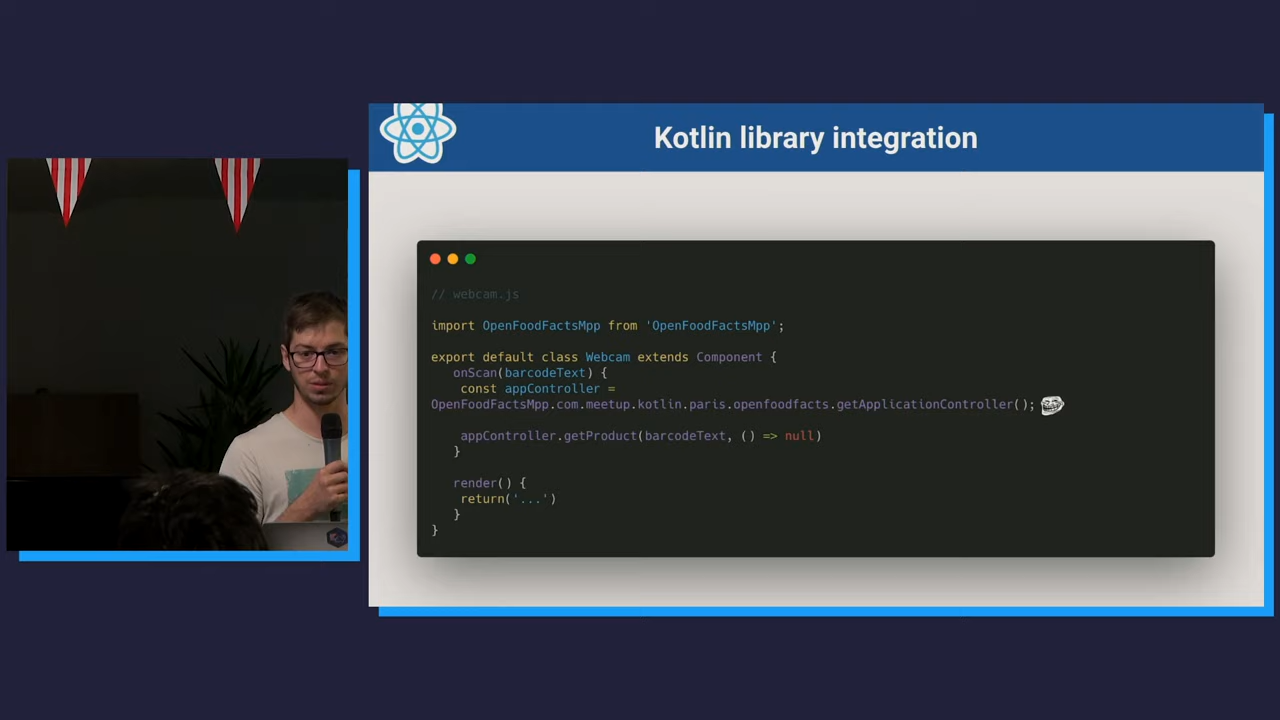 Kotlin library integration
// webcam.js
import OpenFoodFactsMpp from 'OpenFoodFactsMpp';
export default class Webcam extends Component {
onScan(barcodeText) {
const appController =
OpenFoodFactsMpp.com.meetup.kotlin.paris.openfoodfacts.getApplicationController();
appController.getProduct(barcodeText, () => null)
}
render() {
return('...')
}
}